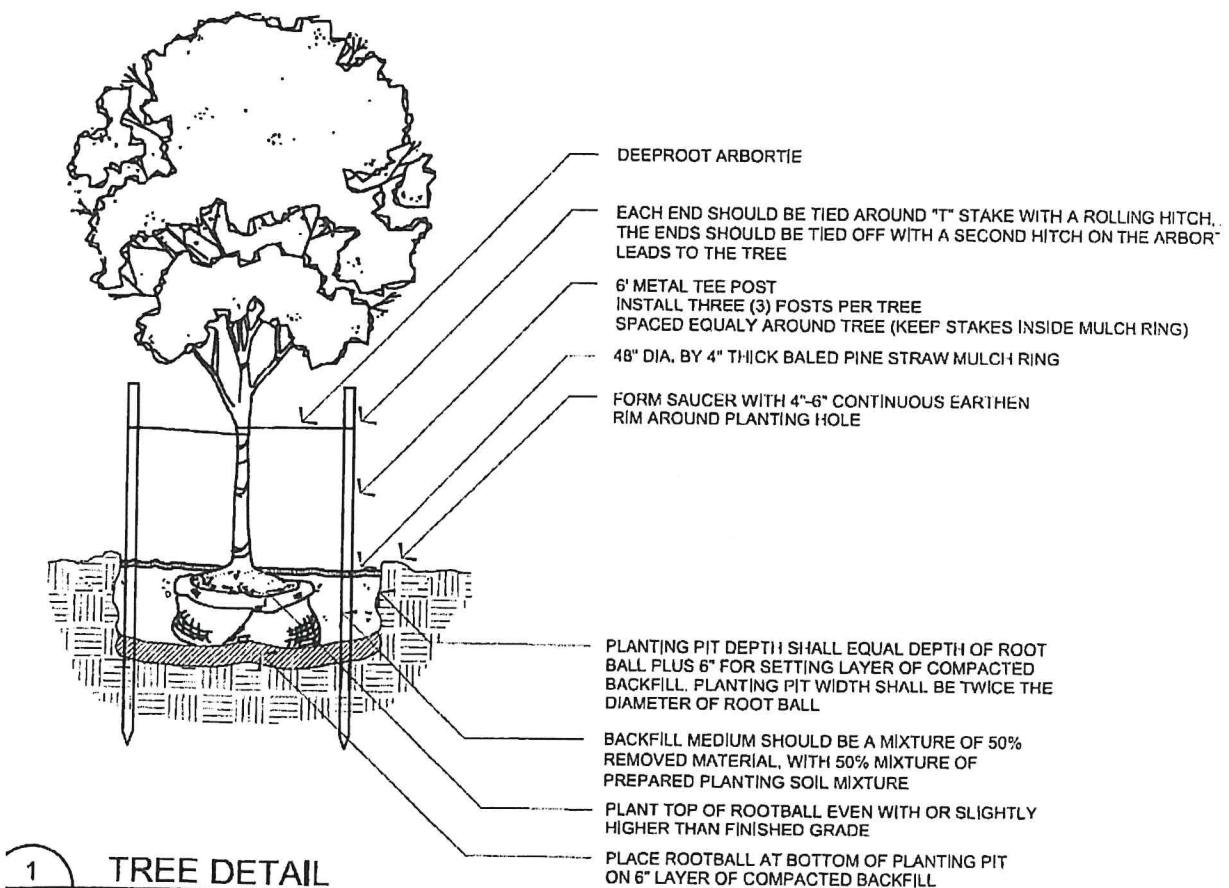 DEEPROOT ARBORTIE
EACH END SHOULD BE TIED AROUND "T" STAKE WITH A ROLLING HITCH,
THE ENDS SHOULD BE TIED OFF WITH A SECOND HITCH ON THE ARBORT
LEADS TO THE TREE
6' METAL TEE POST
INSTALL THREE (3) POSTS PER TREE
SPACED EQUALY AROUND TREE (KEEP STAKES INSIDE MULCH RING)
48" DIA. BY 4" THICK BALED PINE STRAW MULCH RING
FORM SAUCER WITH 4"-6" CONTINUOUS EARTHEN
RIM AROUND PLANTING HOLE
PLANTING PIT DEPTH SHALL EQUAL DEPTH OF ROOT
BALL PLUS 6" FOR SETTING LAYER OF COMPACTED
BACKFILL. PLANTING PIT WIDTH SHALL BE TWICE THE
DIAMETER OF ROOT BALL
BACKFILL MEDIUM SHOULD BE A MIXTURE OF 50%
REMOVED MATERIAL, WITH 50% MIXTURE OF
PREPARED PLANTING SOIL MIXTURE
PLANT TOP OF ROOTBALL EVEN WITH OR SLIGHTLY
HIGHER THAN FINISHED GRADE
PLACE ROOTBALL AT BOTTOM OF PLANTING PIT
ON 6" LAYER OF COMPACTED BACKFILL
1 TREE DETAIL